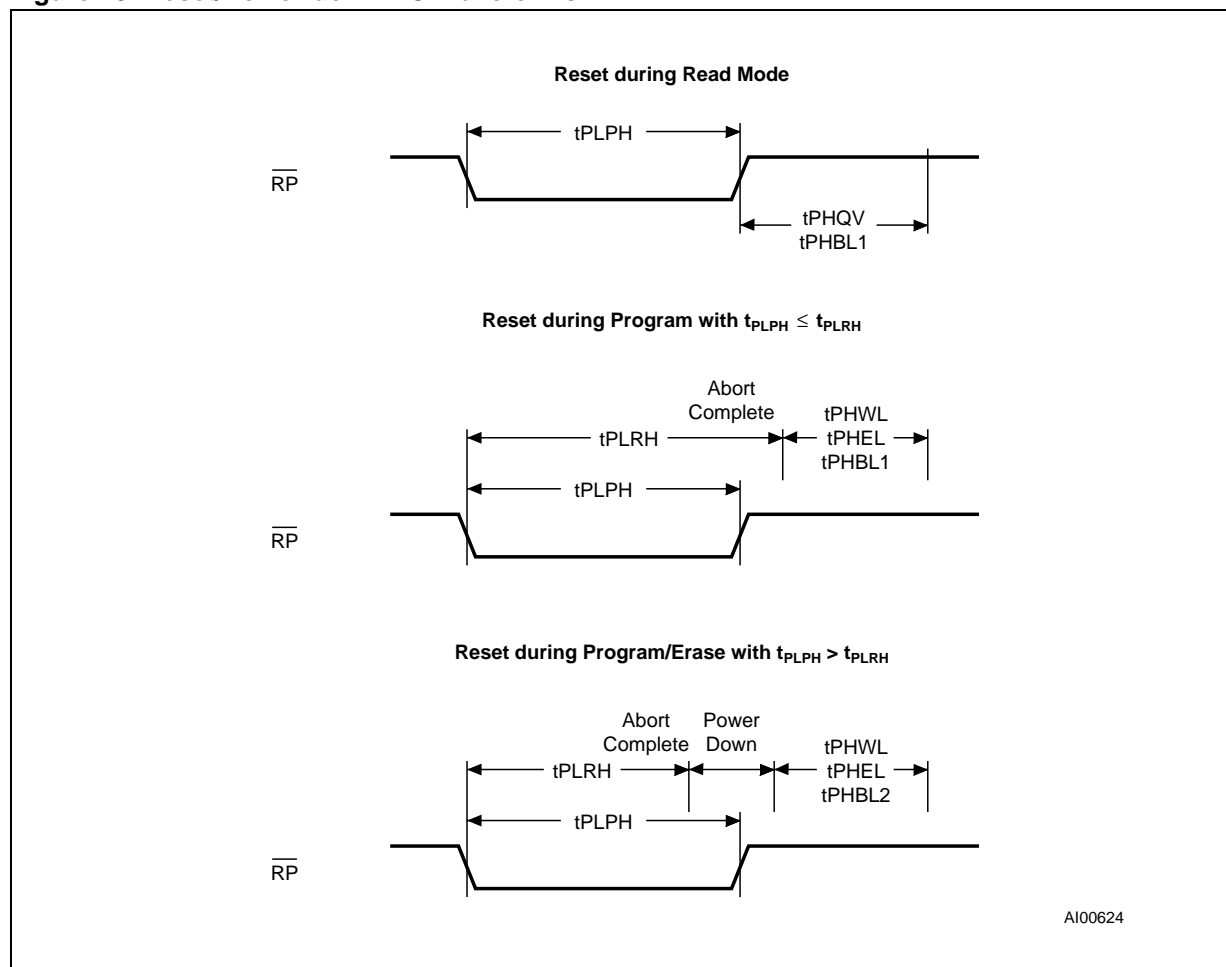 Reset during Read Mode
tPLPH
RP
tPHQV
tPHBL1
Reset during Program with tPLPH ≤ tPLRH
Abort
Complete
tPHWL
tPLRH
tPHEL
tPHBL1
tPLPH
RP
Reset during Program/Erase with tPLPH > tPLRH
Abort
Complete
Power
Down
tPHWL
tPLRH
tPHEL
tPHBL2
tPLPH
RP
AI00624